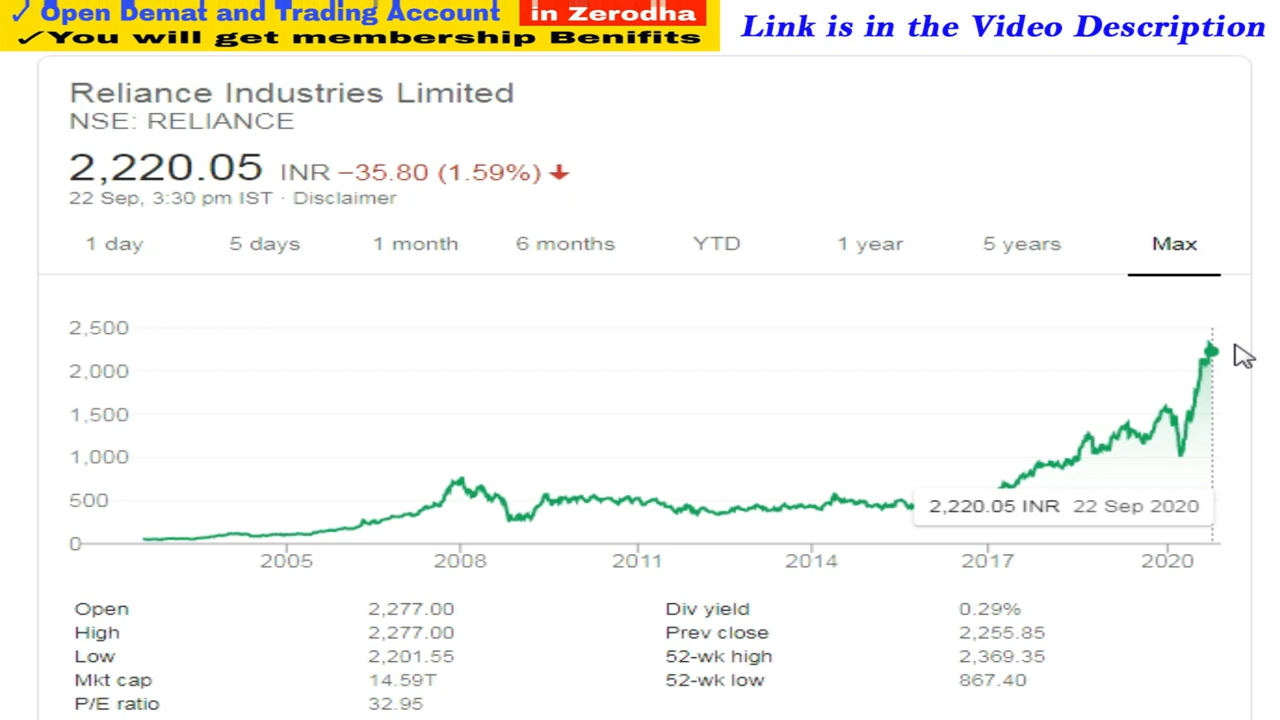 ✓ Open Demat and Trading Account in Zerodha
✓You will get membership Benifits
Link is in the Video Description
Reliance Industries Limited
NSE: RELIANCE
2,220.05 INR −35.80 (1.59%) ↓
22 Sep, 3:30 pm IST · Disclaimer
1 day 5 days 1 month 6 months YTD 1 year 5 years Max
2,500
2,000
1,500
1,000
500
0
2,220.05 INR 22 Sep 2020
2005 2008 2011 2014 2017 2020
Open 2,277.00 Div yield 0.29%
High 2,277.00 Prev close 2,255.85
Low 2,201.55 52-wk high 2,369.35
Mkt cap 14.59T 52-wk low 867.40
P/E ratio 32.95